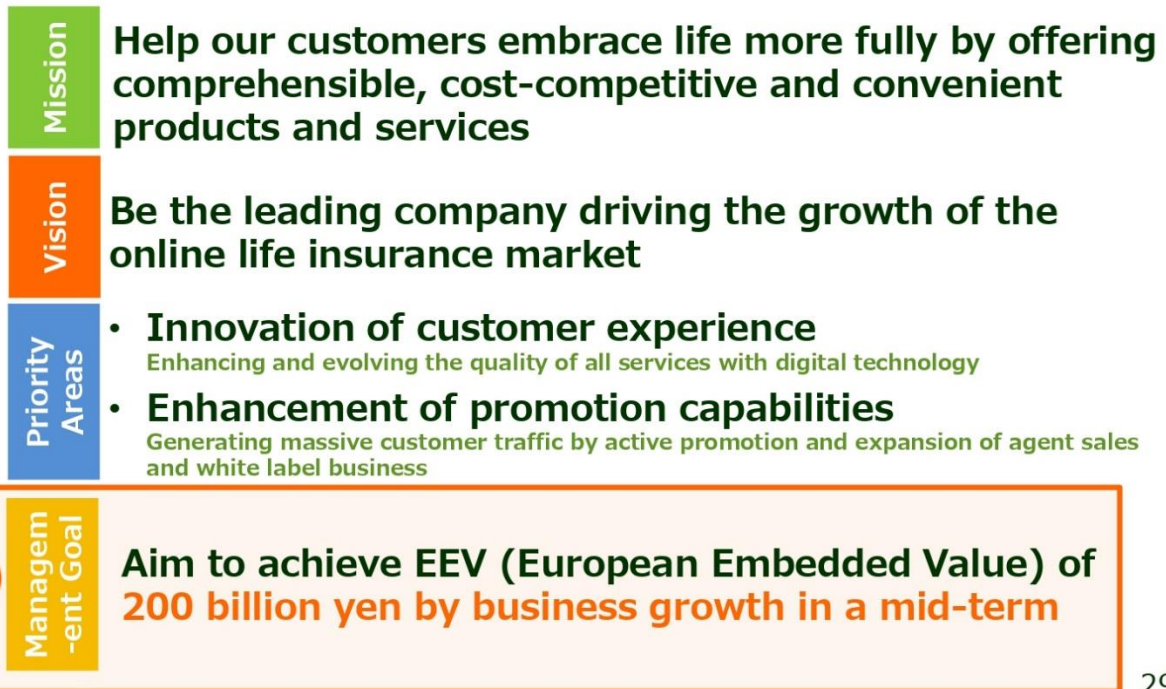 Mission
Help our customers embrace life more fully by offering
comprehensible, cost-competitive and convenient
products and services
Vision
Be the leading company driving the growth of the
online life insurance market
Priority
Areas
• Innovation of customer experience
Enhancing and evolving the quality of all services with digital technology
• Enhancement of promotion capabilities
Generating massive customer traffic by active promotion and expansion of agent sales
and white label business
Managem
-ent Goal
Aim to achieve EEV (European Embedded Value) of
200 billion yen by business growth in a mid-term
29